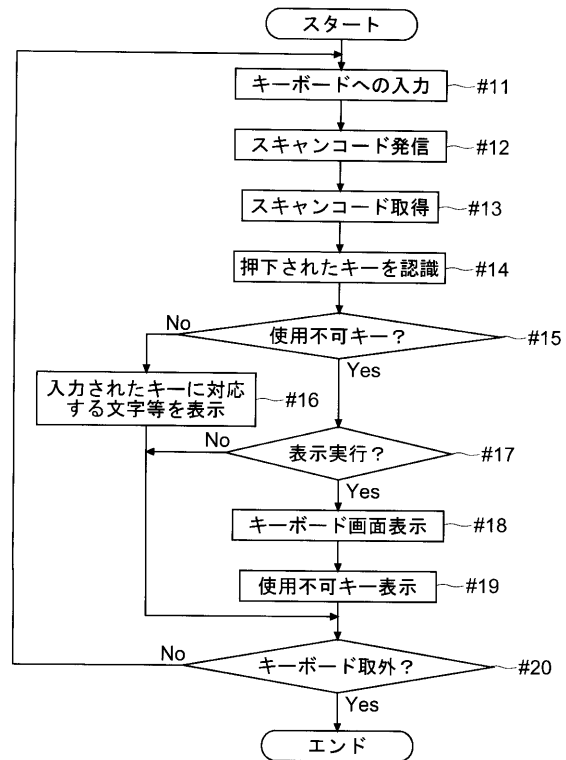 スタート
キーボードへの入力
#11
スキャンコード発信
#12
スキャンコード取得
#13
押下されたキーを認識
#14
使用不可キー?
#15
No
Yes
入力されたキーに対応
する文字等を表示
#16
表示実行?
#17
No
Yes
キーボード画面表示
#18
使用不可キー表示
#19
キーボード取外?
#20
No
Yes
エンド